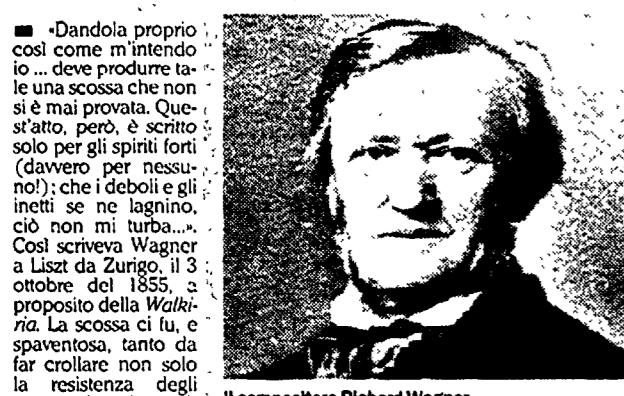 «Dandola proprio
così come m'intendo
io ... deve produrre ta-
le una scossa che non
si è mai provata. Que-
st'atto, però, è scritto
solo per gli spiriti forti
(davvero per nessu-
no!); che i deboli e gli
inetti se ne lagnino,
ciò non mi turba...».
Così scriveva Wagner
a Liszt da Zurigo, il 3
ottobre del 1855, a
proposito della Walki-
ria. La scossa ci fu, e
spaventosa, tanto da
far crollare non solo
la resistenza degli
Il compositore Richard Wagner